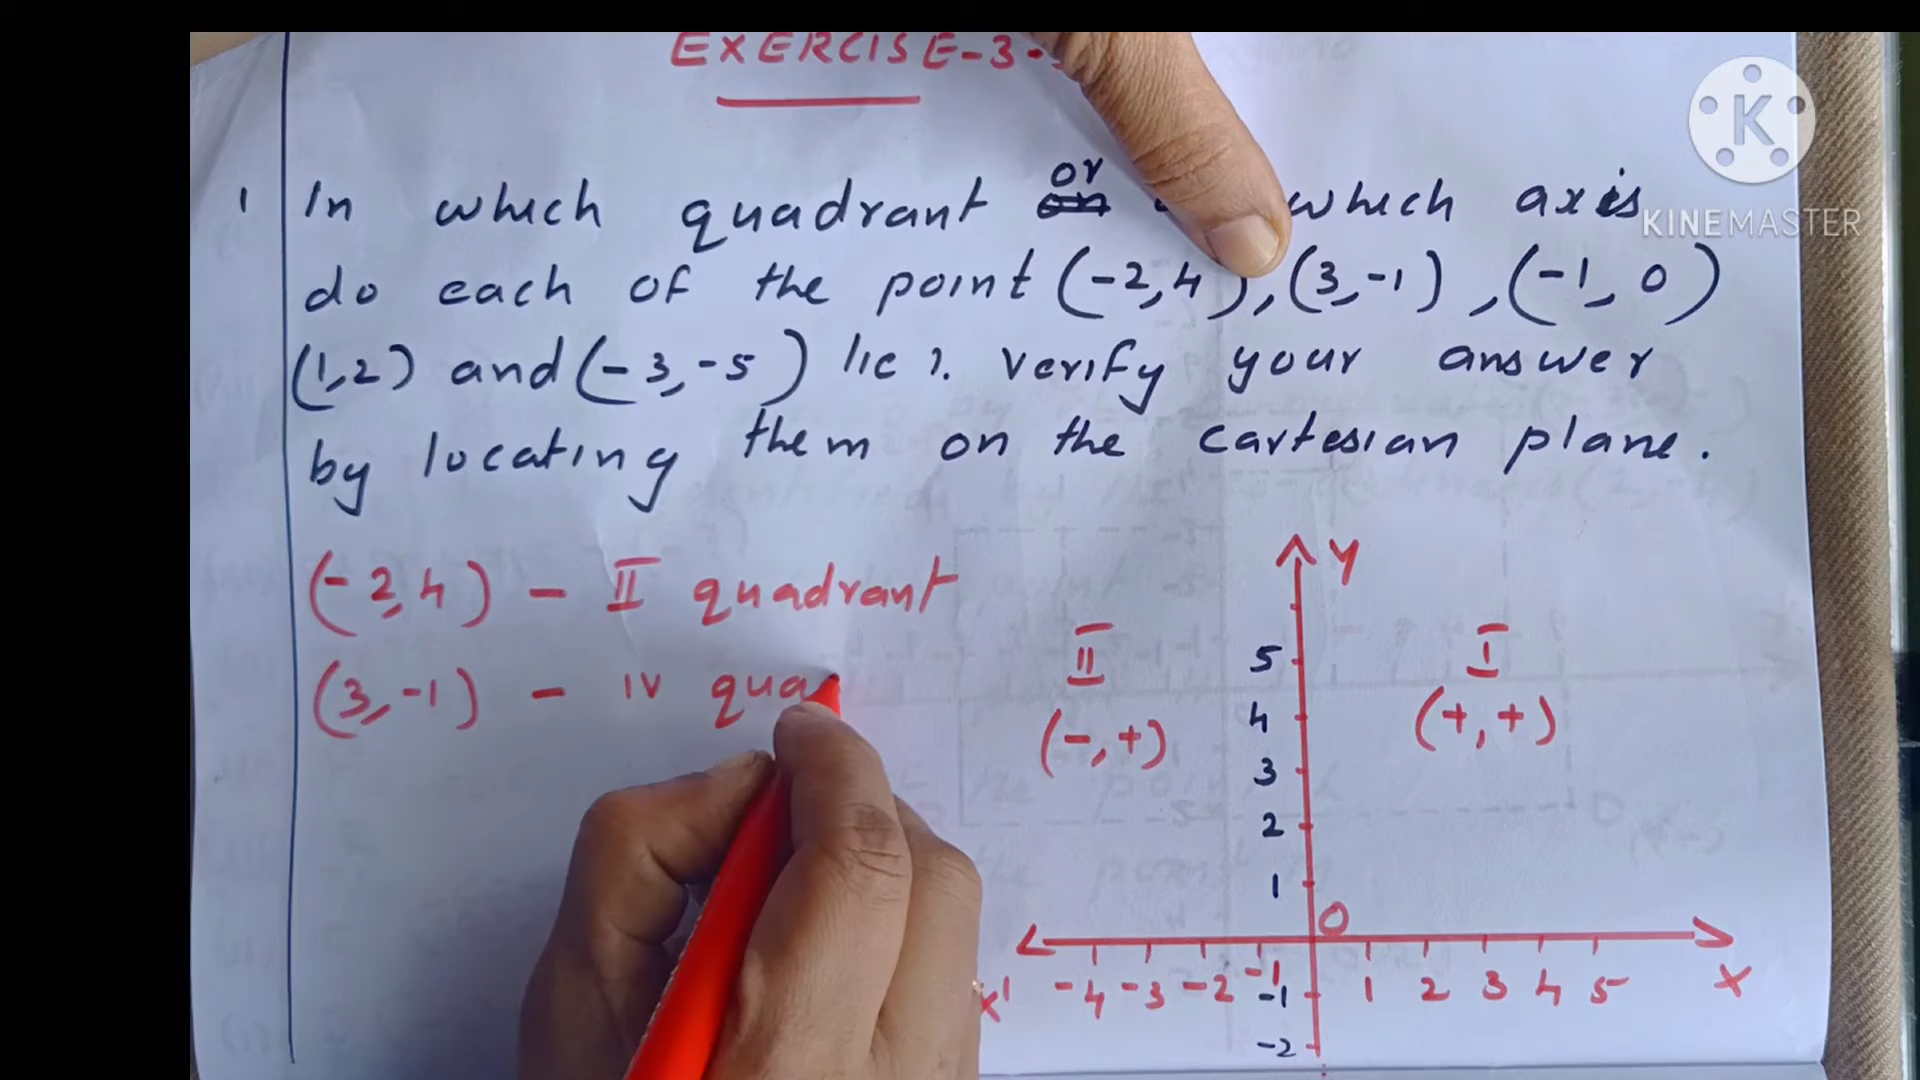 EXERCISE-3-
1 In which quadrant or which axis
do each of the point (-2,4), (3,-1), (-1, 0)
(1,2) and (-3,-5) lie ?. Verify your answer
by locating them on the cartesian plane.
(-2,4) - II quadrant
(3,-1) - IV qua
Y
II I
(-,+) (+,+)
5
4
3
2
1
O
X' -4 -3 -2 -1 1 2 3 4 5 X
-1
-2
K
KINEMASTER